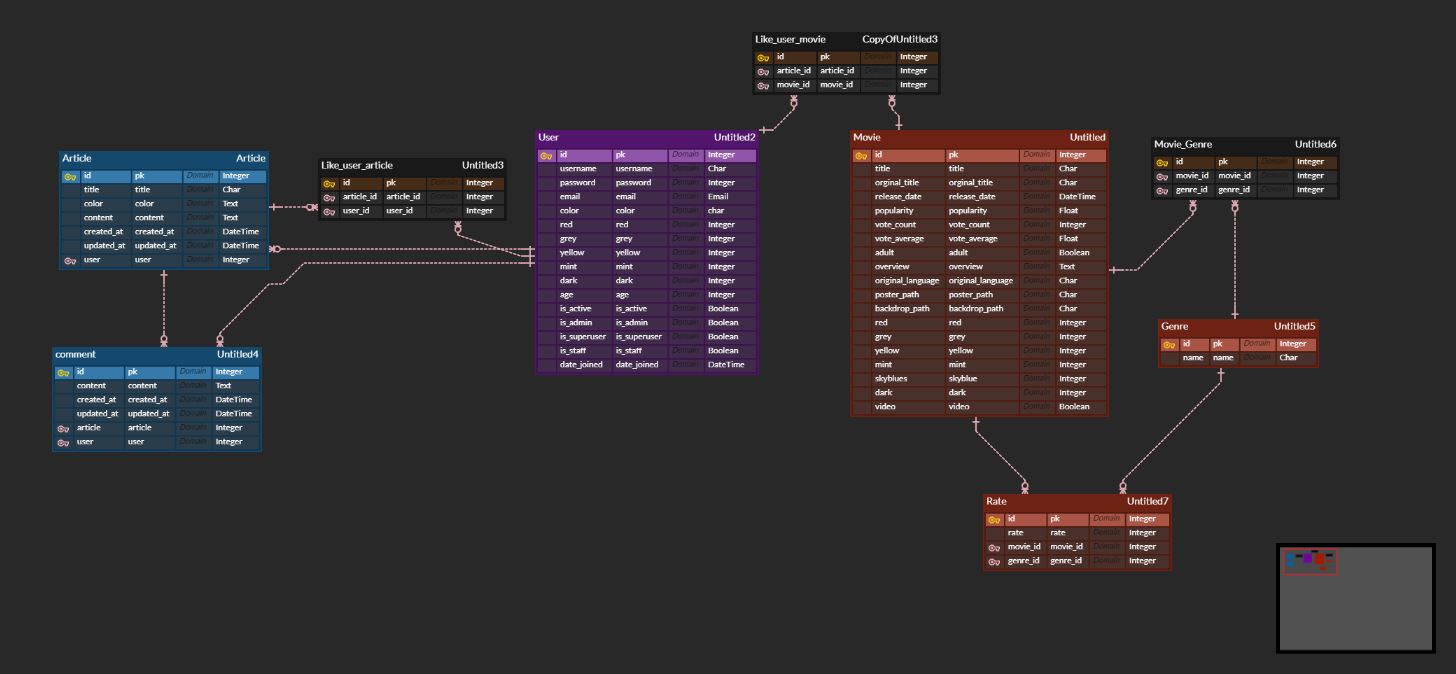 Like_user_movie CopyOfUntitled3
id pk Domain Integer
article_id article_id Domain Integer
movie_id movie_id Domain Integer
Article Article
id pk Domain Integer
title title Domain Char
color color Domain Text
content content Domain Text
created_at created_at Domain DateTime
updated_at updated_at Domain DateTime
user user Domain Integer
Like_user_article Untitled3
id pk Domain Integer
article_id article_id Domain Integer
user_id user_id Domain Integer
User Untitled2
id pk Domain Integer
username username Domain Char
password password Domain Integer
email email Domain Email
color color Domain char
red red Domain Integer
grey grey Domain Integer
yellow yellow Domain Integer
mint mint Domain Integer
dark dark Domain Integer
age age Domain Integer
is_active is_active Domain Boolean
is_admin is_admin Domain Boolean
is_superuser is_superuser Domain Boolean
is_staff is_staff Domain Boolean
date_joined date_joined Domain DateTime
Movie Untitled
id pk Domain Integer
title title Domain Char
orginal_title orginal_title Domain Char
release_date release_date Domain DateTime
popularity popularity Domain Float
vote_count vote_count Domain Integer
vote_average vote_average Domain Float
adult adult Domain Boolean
overview overview Domain Text
original_language original_language Domain Char
poster_path poster_path Domain Char
backdrop_path backdrop_path Domain Char
red red Domain Integer
grey grey Domain Integer
yellow yellow Domain Integer
mint mint Domain Integer
skyblues skyblue Domain Integer
dark dark Domain Integer
video video Domain Boolean
Movie_Genre Untitled6
id pk Domain Integer
movie_id movie_id Domain Integer
genre_id genre_id Domain Integer
Genre Untitled5
id pk Domain Integer
name name Domain Char
comment Untitled4
id pk Domain Integer
content content Domain Text
created_at created_at Domain DateTime
updated_at updated_at Domain DateTime
article article Domain Integer
user user Domain Integer
Rate Untitled7
id pk Domain Integer
rate rate Domain Integer
movie_id movie_id Domain Integer
genre_id genre_id Domain Integer